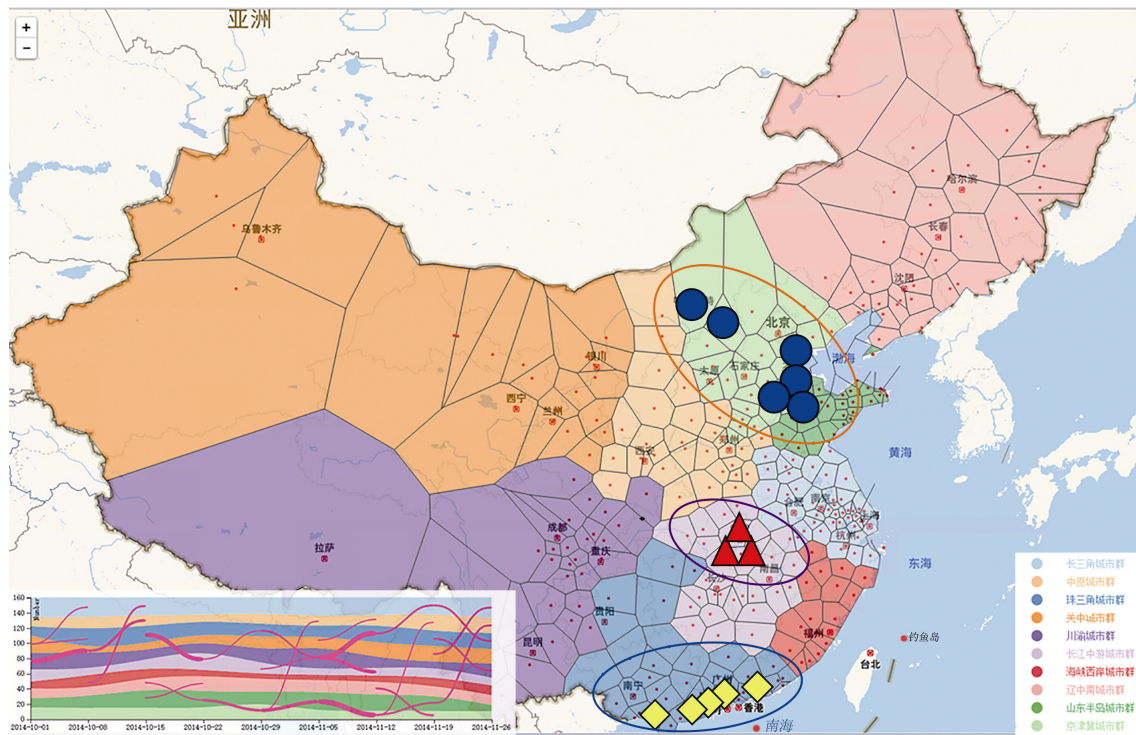 亚洲
+
−
哈尔滨
长春
乌鲁木齐
沈阳
北京
渤海
银川
太原
石家庄
西宁
兰州
郑州
西安
黄海
合肥
南京
上海
杭州
成都
重庆
拉萨
东海
南昌
长沙
贵阳
昆明
福州
钓鱼岛
台北
南宁
广州
香港
南海
长三角城市群
中原城市群
珠三角城市群
关中城市群
川渝城市群
长江中游城市群
海峡西岸城市群
辽中南城市群
山东半岛城市群
京津冀城市群
Number
160
140
120
100
80
60
40
20
0
2014-10-01
2014-10-08
2014-10-15
2014-10-22
2014-10-29
2014-11-05
2014-11-12
2014-11-19
2014-11-26